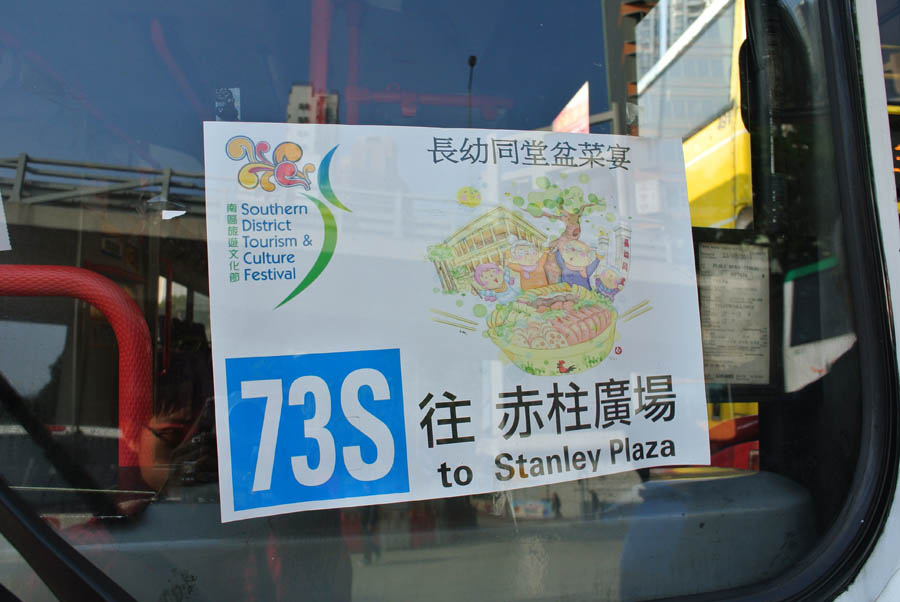 長幼同堂盆菜宴
南區旅遊文化節
Southern
District
Tourism &
Culture
Festival
73S
往 赤柱廣場
to Stanley Plaza